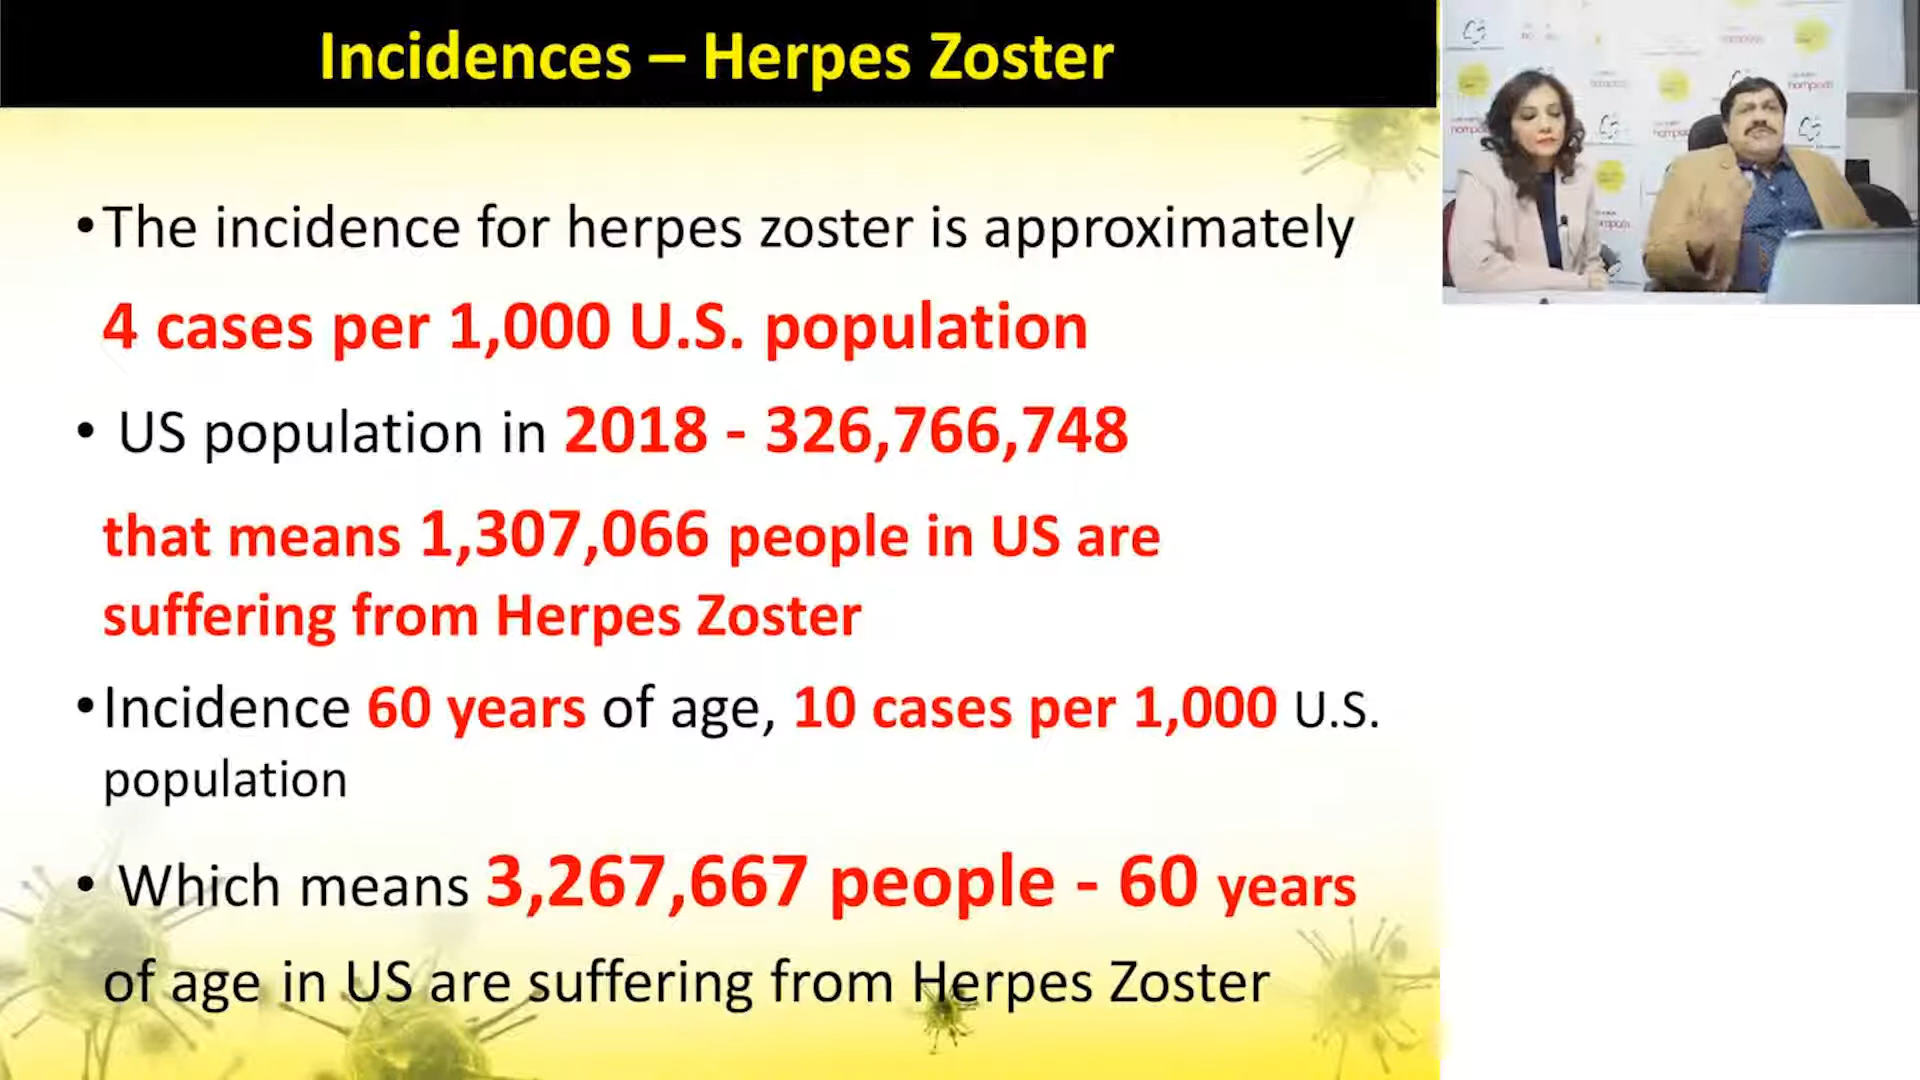 Incidences – Herpes Zoster
•The incidence for herpes zoster is approximately
4 cases per 1,000 U.S. population
• US population in 2018 - 326,766,748
that means 1,307,066 people in US are
suffering from Herpes Zoster
•Incidence 60 years of age, 10 cases per 1,000 U.S.
population
• Which means 3,267,667 people - 60 years
of age in US are suffering from Herpes Zoster